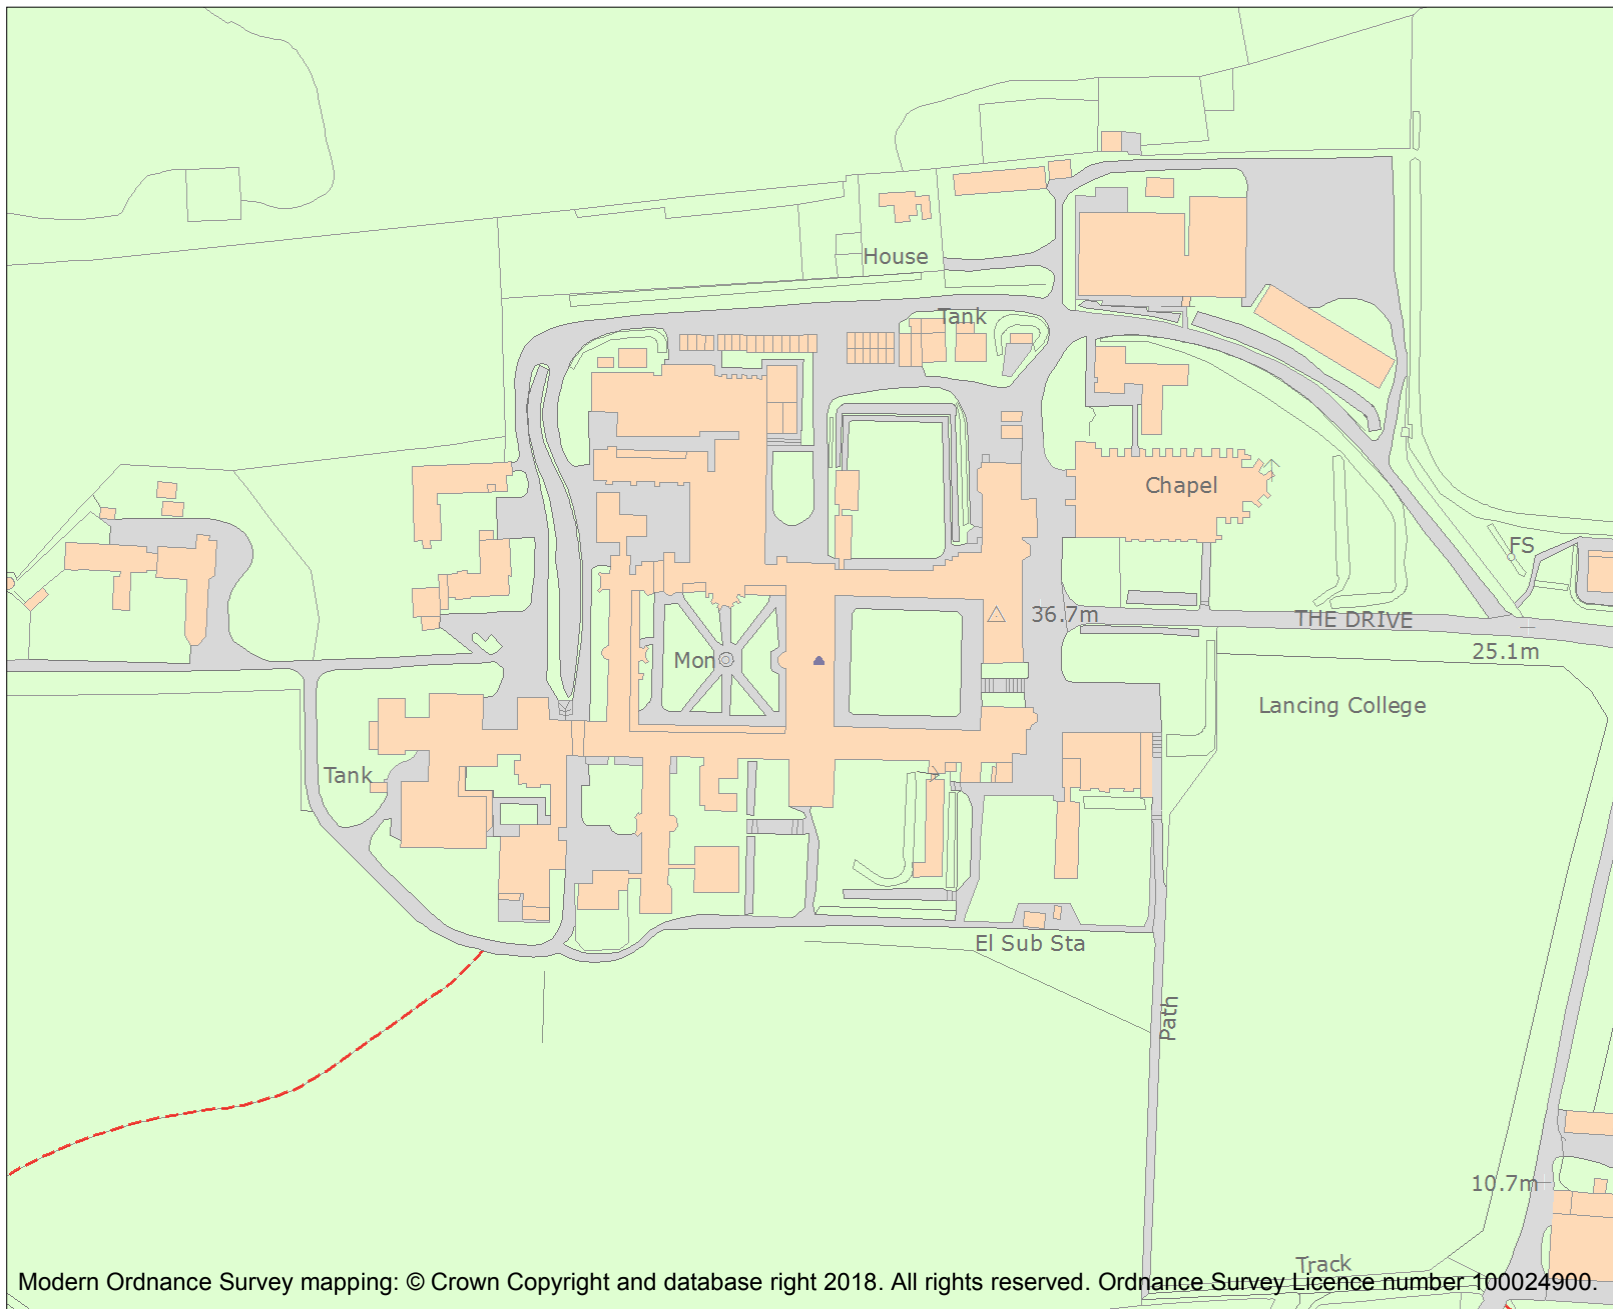 House
Tank
Chapel
FS
36.7m
THE DRIVE
25.1m
Mon
Lancing College
Tank
El Sub Sta
Path
10.7m
Track
Modern Ordnance Survey mapping: © Crown Copyright and database right 2018. All rights reserved. Ordnance Survey Licence number 100024900.